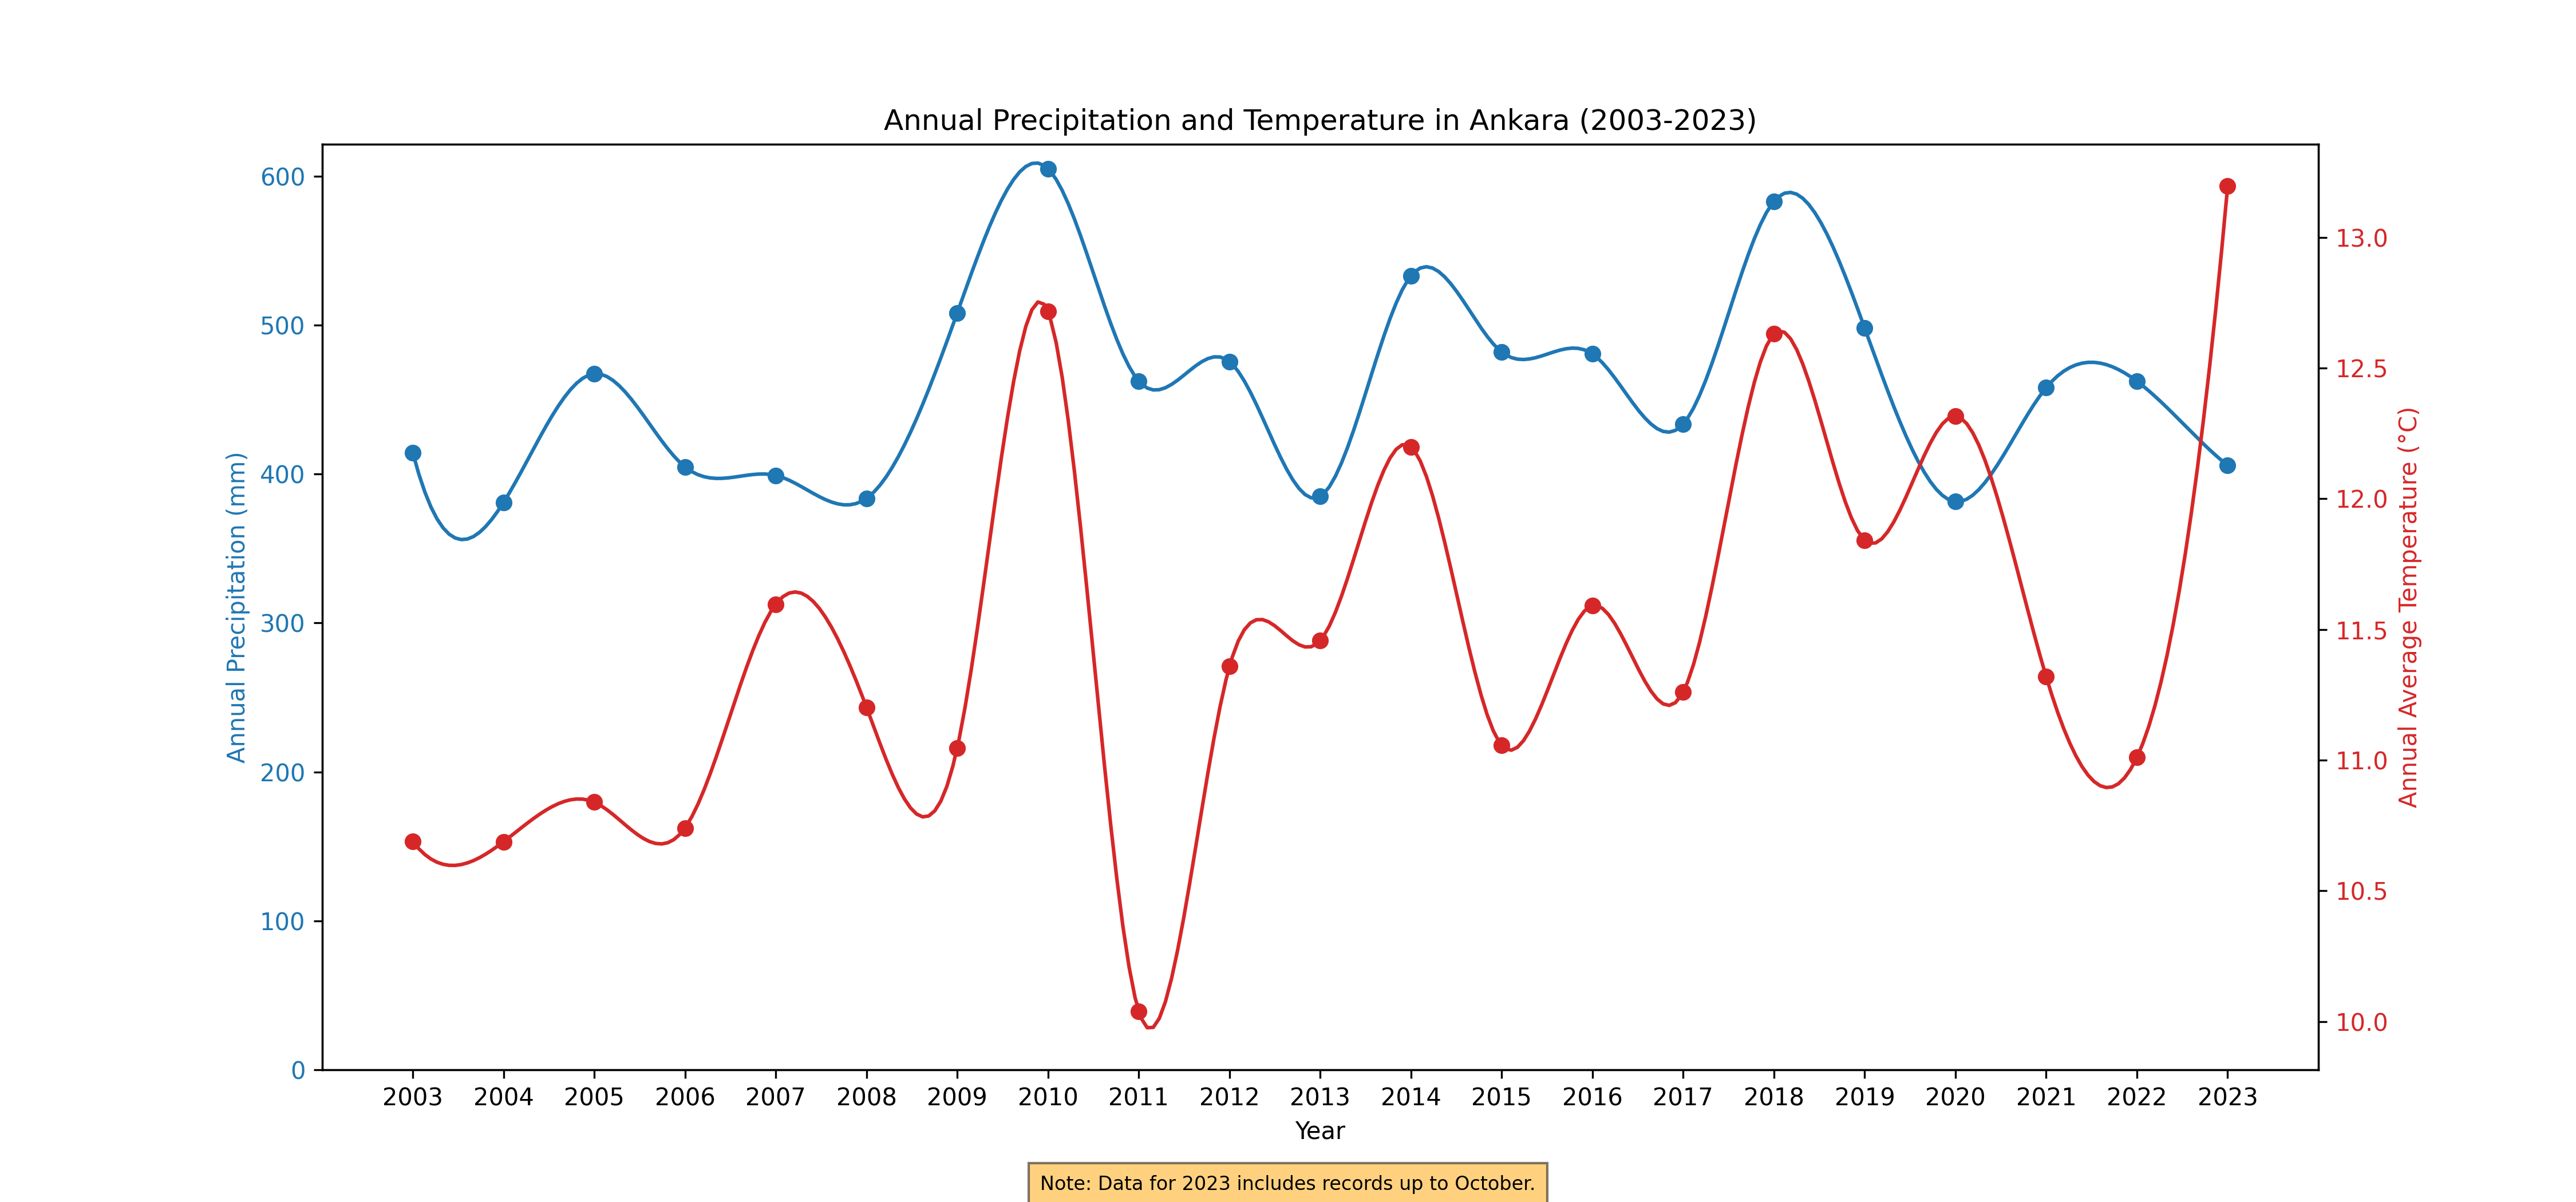 Annual Precipitation and Temperature in Ankara (2003-2023)
Annual Precipitation (mm)
600
500
400
300
200
100
0
13.0
12.5
12.0
11.5
11.0
10.5
10.0
Annual Average Temperature (°C)
2003 2004 2005 2006 2007 2008 2009 2010 2011 2012 2013 2014 2015 2016 2017 2018 2019 2020 2021 2022 2023
Year
Note: Data for 2023 includes records up to October.